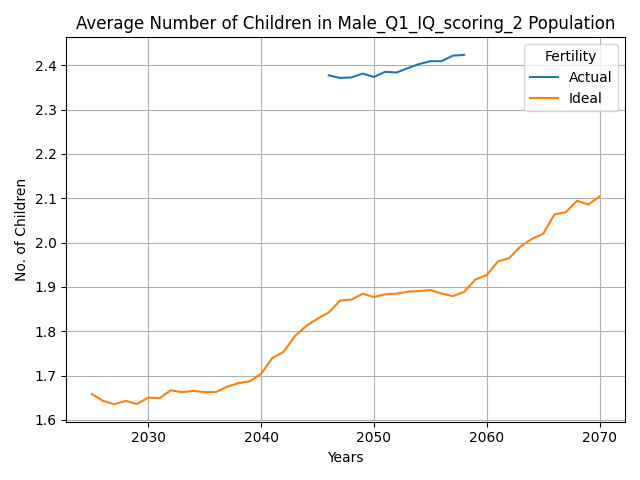 Average Number of Children in Male_Q1_IQ_scoring_2 Population
Fertility
Actual
Ideal
No. of Children
2.4
2.3
2.2
2.1
2.0
1.9
1.8
1.7
1.6
2030 2040 2050 2060 2070
Years